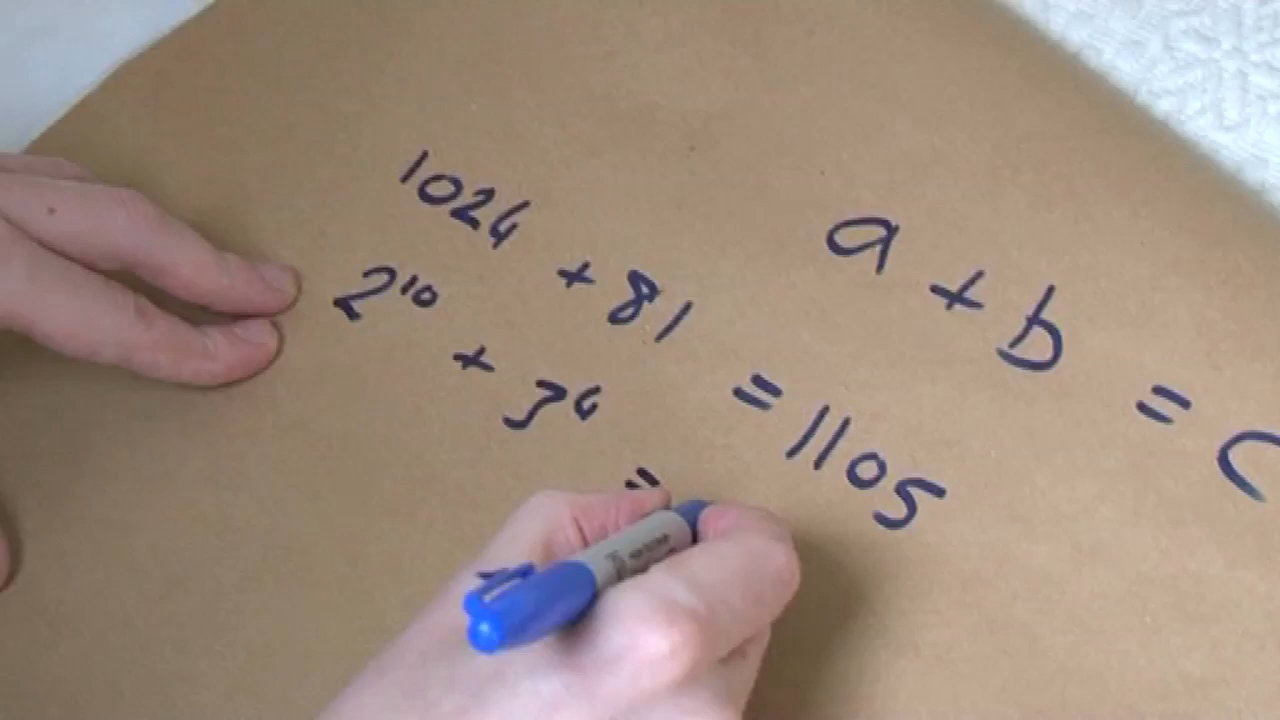 1024 + 81 = 1105
2¹⁰ + 3⁴ =
a + b = c